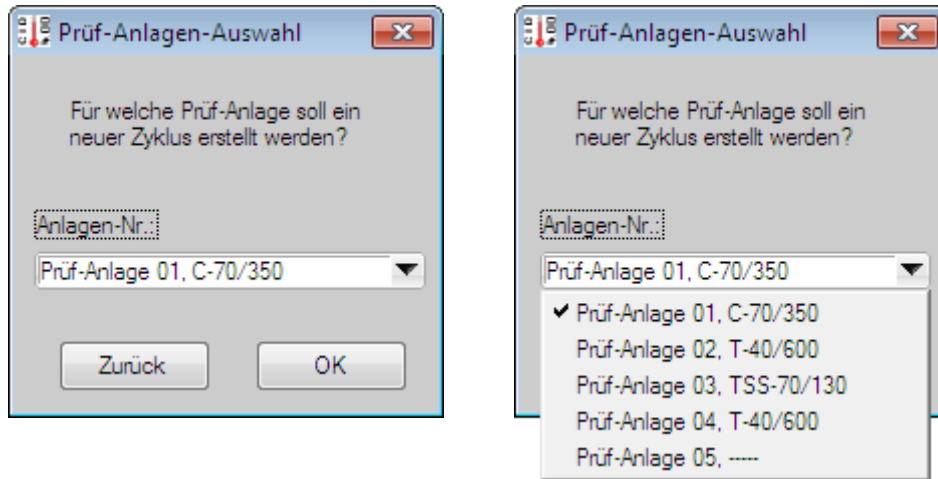 Prüf-Anlagen-Auswahl
Für welche Prüf-Anlage soll ein
neuer Zyklus erstellt werden?
Anlagen-Nr.:
Prüf-Anlage 01, C-70/350
Zurück
OK
Prüf-Anlagen-Auswahl
Für welche Prüf-Anlage soll ein
neuer Zyklus erstellt werden?
Anlagen-Nr.:
Prüf-Anlage 01, C-70/350
Prüf-Anlage 01, C-70/350
Prüf-Anlage 02, T-40/600
Prüf-Anlage 03, TSS-70/130
Prüf-Anlage 04, T-40/600
Prüf-Anlage 05, -----